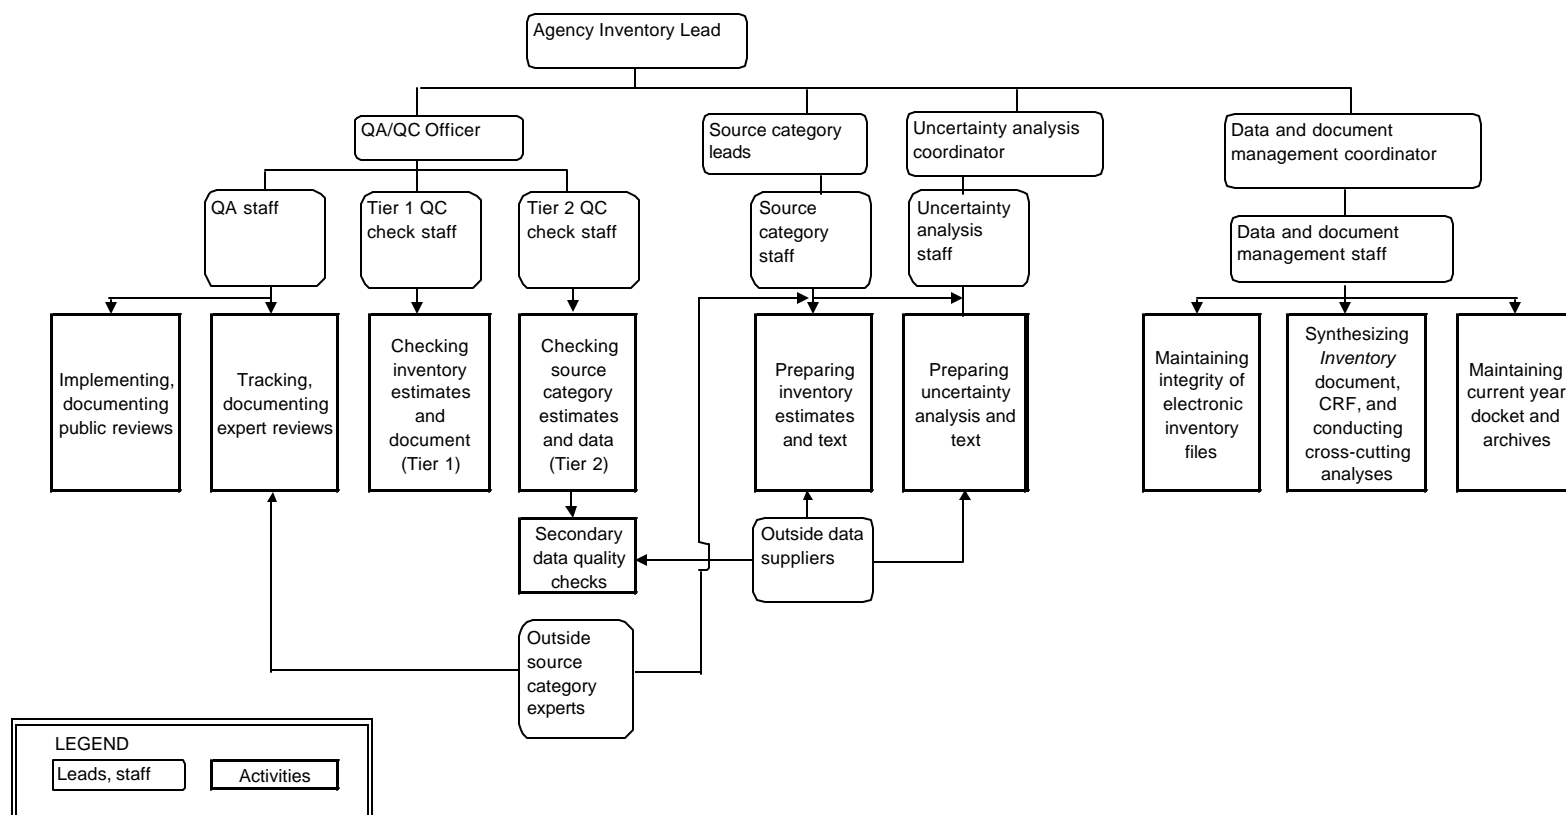 Agency Inventory Lead
QA/QC Officer
Source category
leads
Uncertainty analysis
coordinator
Data and document
management coordinator
QA staff
Tier 1 QC
check staff
Tier 2 QC
check staff
Source
category
staff
Uncertainty
analysis
staff
Data and document
management staff
Implementing,
documenting
public reviews
Tracking,
documenting
expert reviews
Checking
inventory
estimates
and
document
(Tier 1)
Checking
source
category
estimates
and data
(Tier 2)
Preparing
inventory
estimates
and text
Preparing
uncertainty
analysis and
text
Maintaining
integrity of
electronic
inventory
files
Synthesizing
Inventory
document,
CRF, and
conducting
cross-cutting
analyses
Maintaining
current year
docket and
archives
Secondary
data quality
checks
Outside data
suppliers
Outside
source
category
experts
LEGEND
Leads, staff
Activities